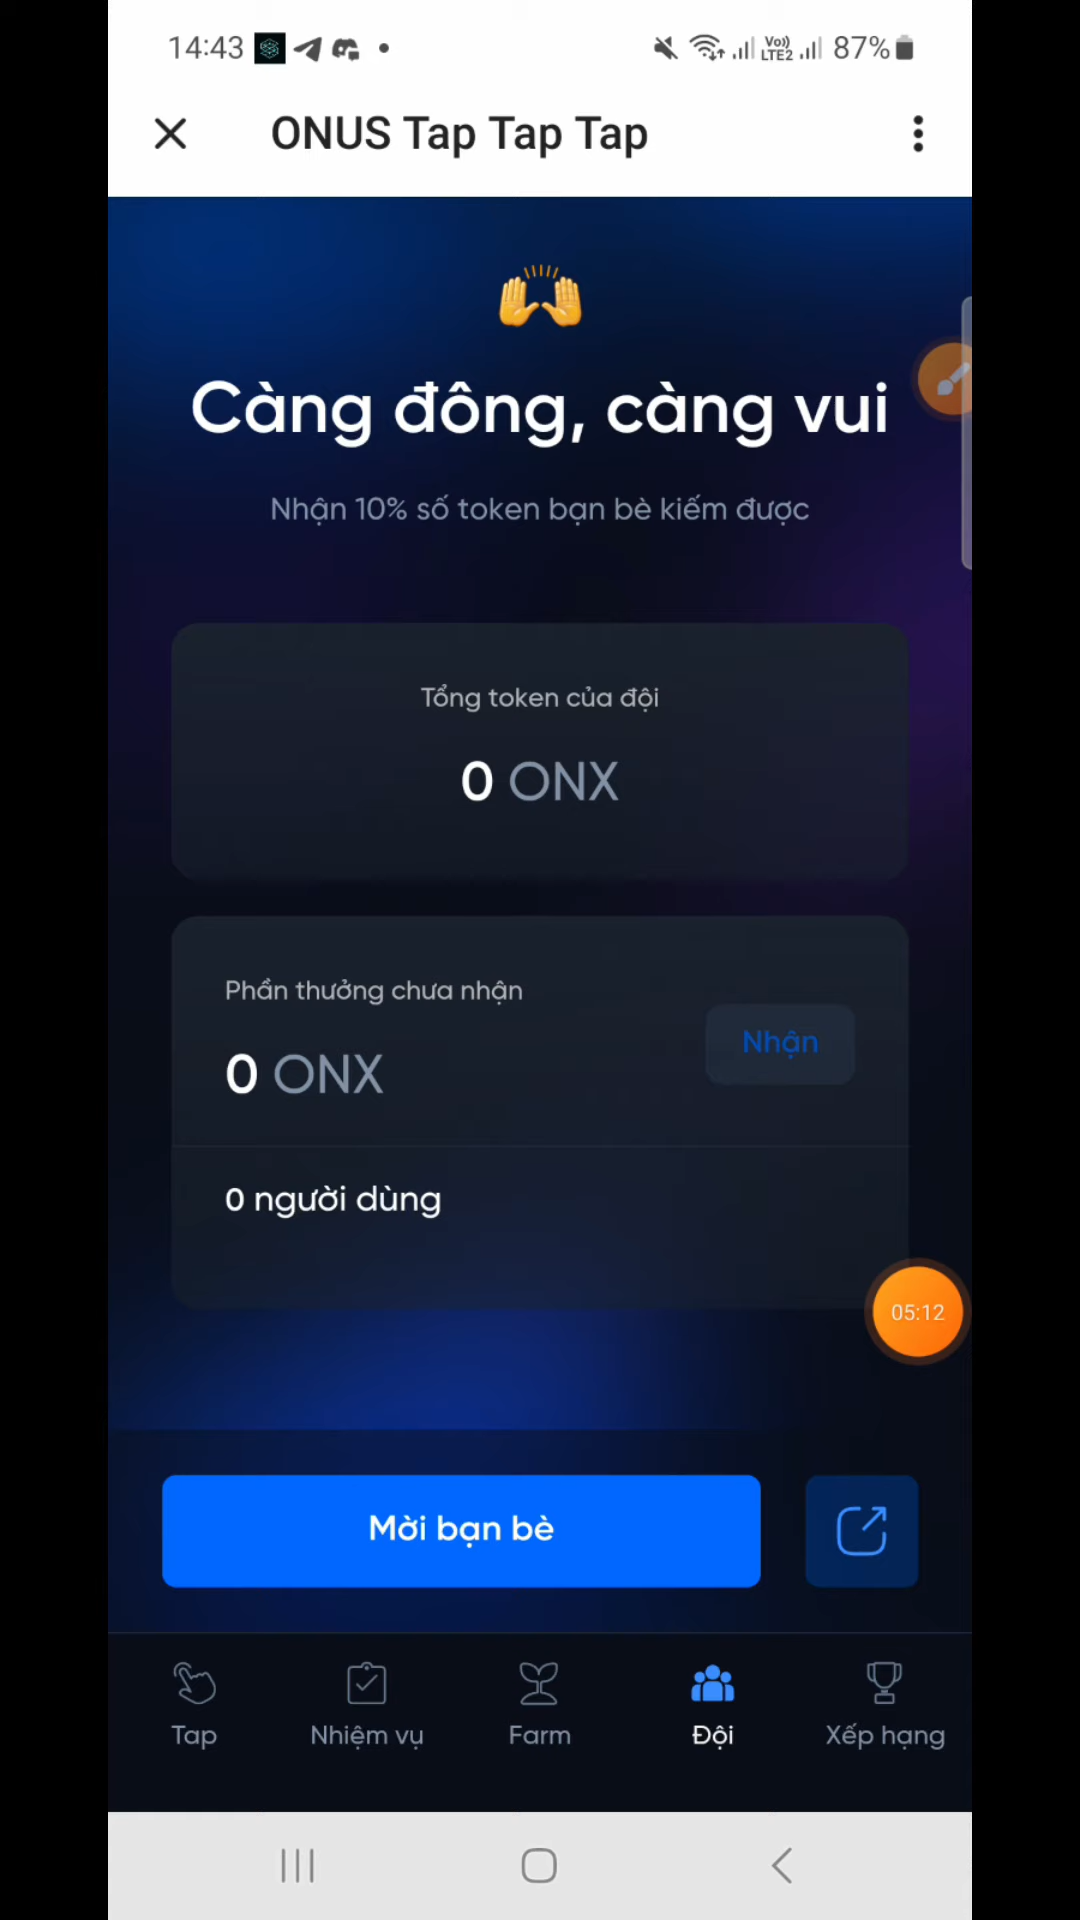 14:43
Vo)) LTE2 87%
ONUS Tap Tap Tap
Càng đông, càng vui
Nhận 10% số token bạn bè kiếm được
Tổng token của đội
0 ONX
Phần thưởng chưa nhận
Nhận
0 ONX
0 người dùng
05:12
Mời bạn bè
Tap Nhiệm vụ Farm Đội Xếp hạng